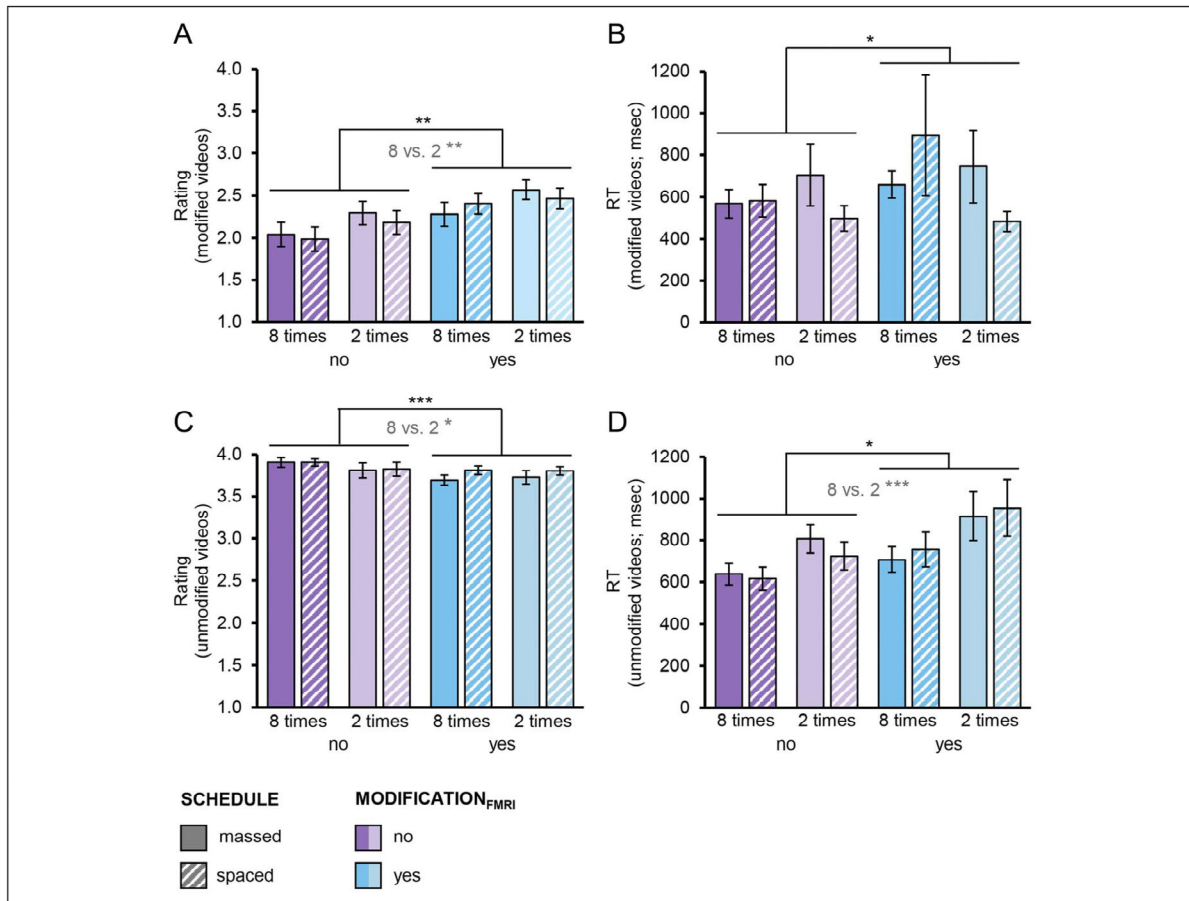 A
**
8 vs. 2 **
Rating
(modified videos)
4.0
3.5
3.0
2.5
2.0
1.5
1.0
8 times 2 times 8 times 2 times
no yes
B
*
RT
(modified videos; msec)
1200
1000
800
600
400
200
0
8 times 2 times 8 times 2 times
no yes
C
***
8 vs. 2 *
Rating
(unmodified videos)
4.0
3.5
3.0
2.5
2.0
1.5
1.0
8 times 2 times 8 times 2 times
no yes
D
*
8 vs. 2 ***
RT
(unmodified videos; msec)
1200
1000
800
600
400
200
0
8 times 2 times 8 times 2 times
no yes
SCHEDULE
massed
spaced
MODIFICATIONFMRI
no
yes